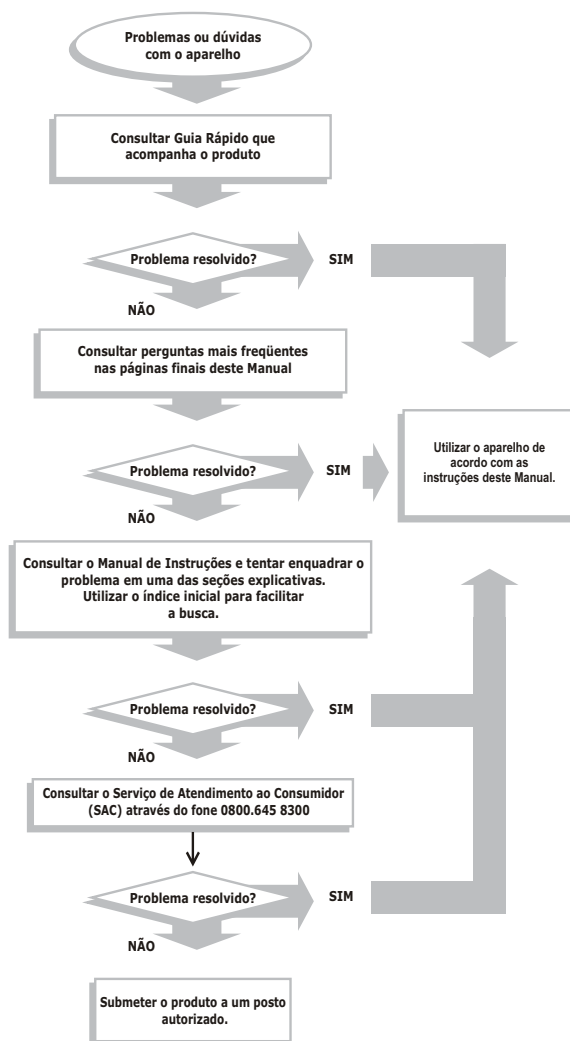 Problemas ou dúvidas
com o aparelho
Consultar Guia Rápido que
acompanha o produto
Problema resolvido?
SIM
NÃO
Consultar perguntas mais freqüentes
nas páginas finais deste Manual
Problema resolvido?
SIM
Utilizar o aparelho de
acordo com as
instruções deste Manual.
NÃO
Consultar o Manual de Instruções e tentar enquadrar o
problema em uma das seções explicativas.
Utilizar o índice inicial para facilitar
a busca.
Problema resolvido?
SIM
NÃO
Consultar o Serviço de Atendimento ao Consumidor
(SAC) através do fone 0800.645 8300
Problema resolvido?
SIM
NÃO
Submeter o produto a um posto
autorizado.